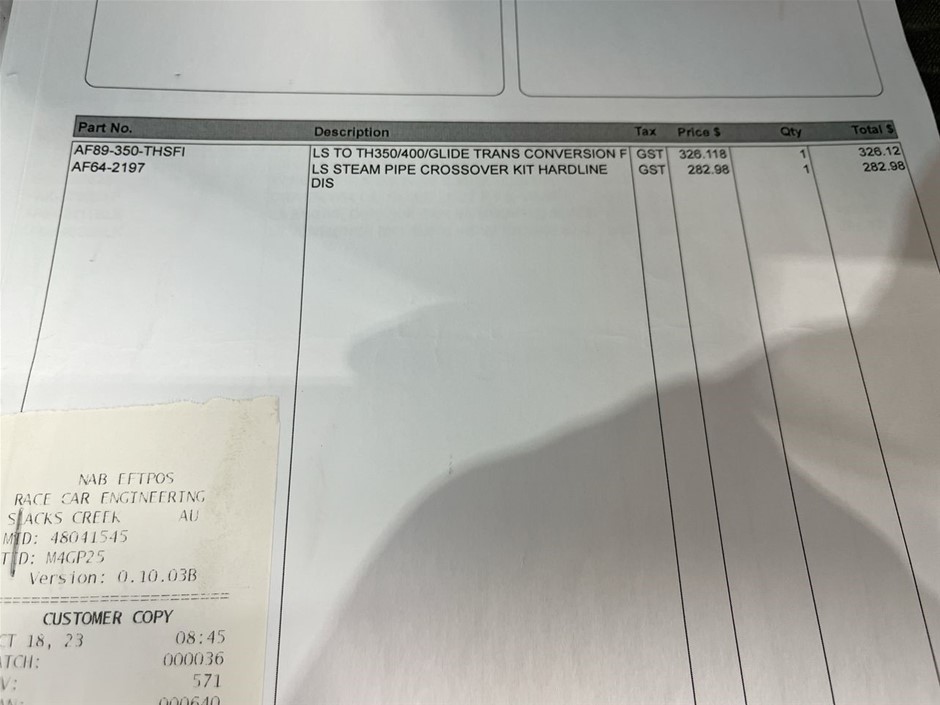 Part No. Description Tax Price $ Qty Total $
AF89-350-THSFI LS TO TH350/400/GLIDE TRANS CONVERSION F GST 326.118 1 326.12
AF64-2197 LS STEAM PIPE CROSSOVER KIT HARDLINE GST 282.98 1 282.98
DIS
NAB EFTPOS
RACE CAR ENGINEERING
SLACKS CREEK AU
MID: 48041545
TID: M4GP25
Version: 0.10.03B
CUSTOMER COPY
CT 18, 23 08:45
ATCH: 000036
V: 571
000640